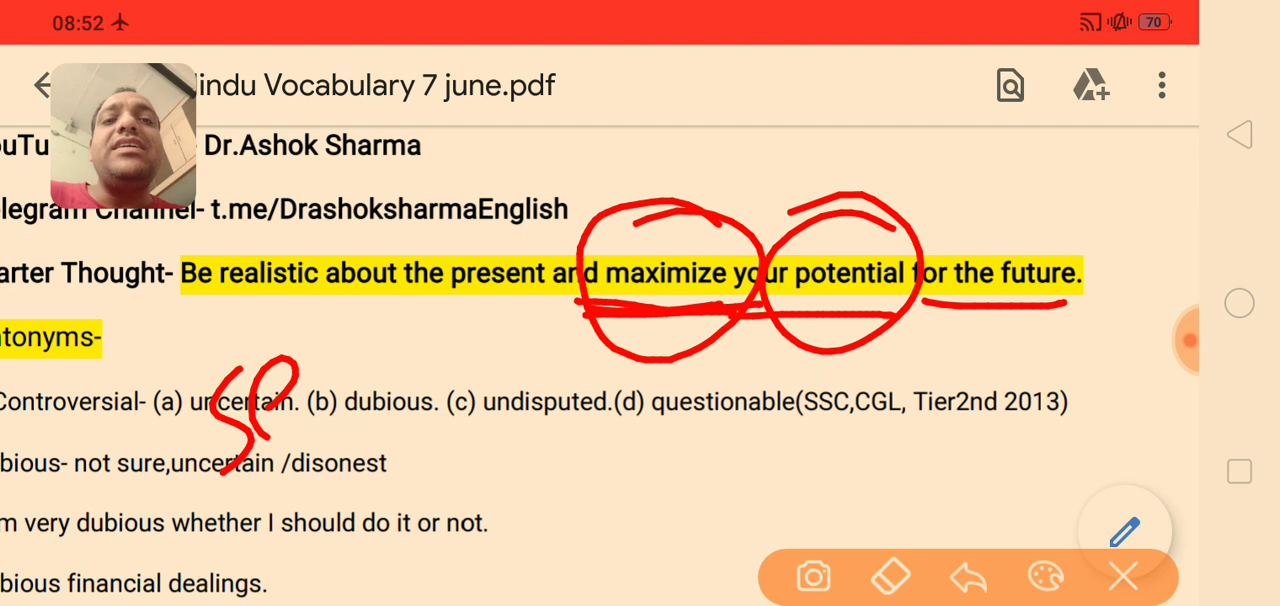 08:52
70
indu Vocabulary 7 june.pdf
ouTu Dr.Ashok Sharma
legram Channel- t.me/DrashoksharmaEnglish
arter Thought- Be realistic about the present and maximize your potential for the future.
ntonyms-
Controversial- (a) uncertain. (b) dubious. (c) undisputed.(d) questionable(SSC,CGL, Tier2nd 2013)
SP
bious- not sure,uncertain /disonest
m very dubious whether I should do it or not.
bious financial dealings.